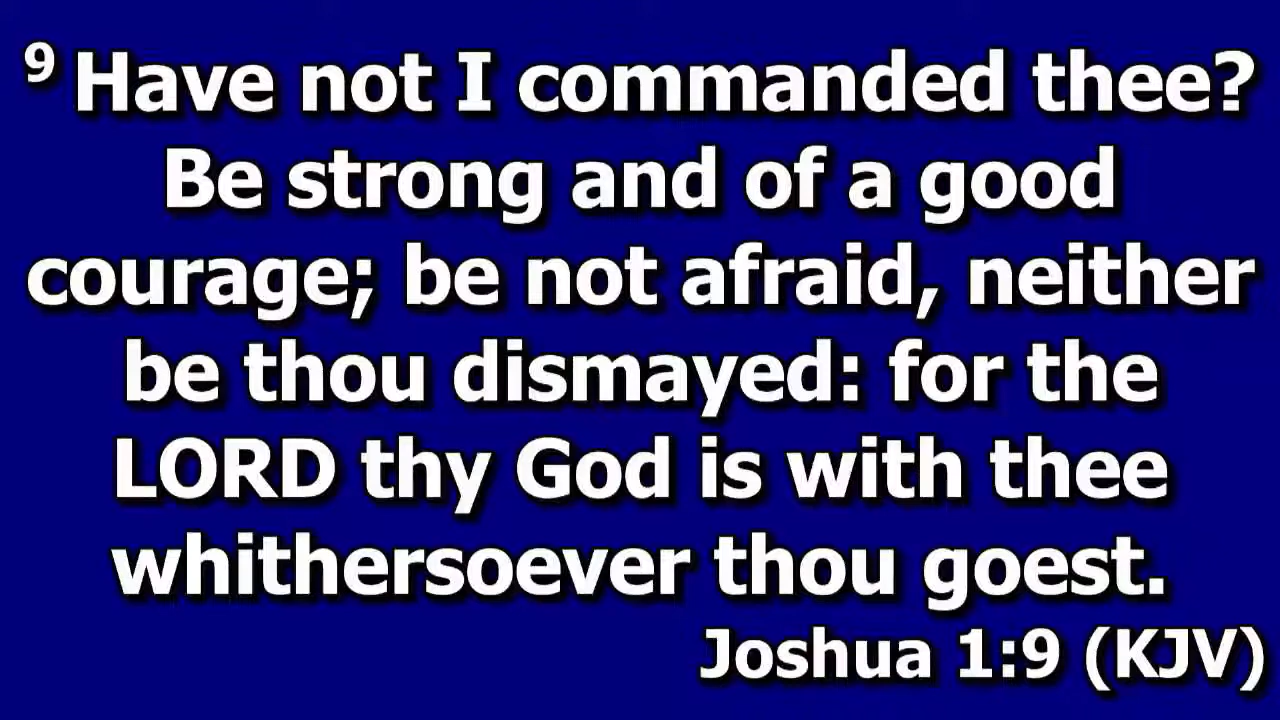 9 Have not I commanded thee?
Be strong and of a good
courage; be not afraid, neither
be thou dismayed: for the
LORD thy God is with thee
whithersoever thou goest.
Joshua 1:9 (KJV)